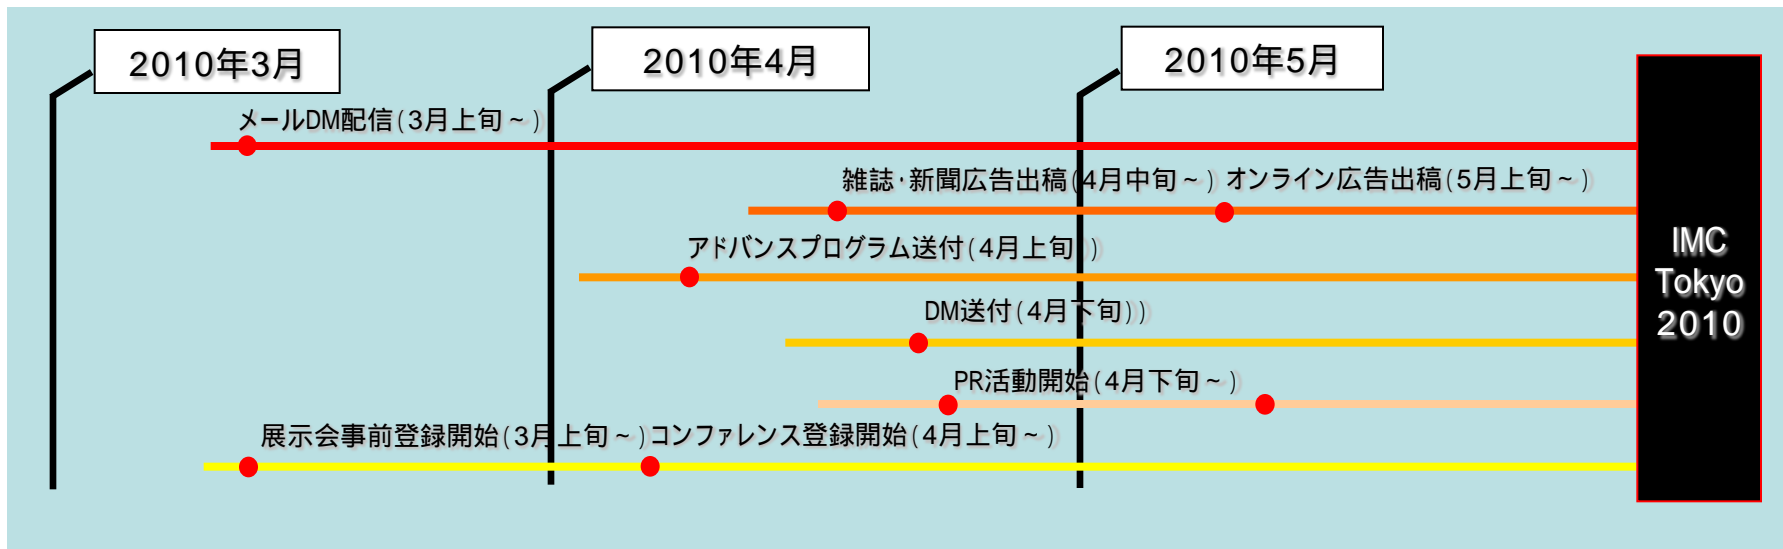 2010年3月
2010年4月
2010年5月
メールDM配信(3月上旬~)
雑誌・新聞広告出稿(4月中旬~)
オンライン広告出稿(5月上旬~)
アドバンスプログラム送付(4月上旬))
DM送付(4月下旬))
PR活動開始(4月下旬~)
展示会事前登録開始(3月上旬~)
コンファレンス登録開始(4月上旬~)
IMC
Tokyo
2010